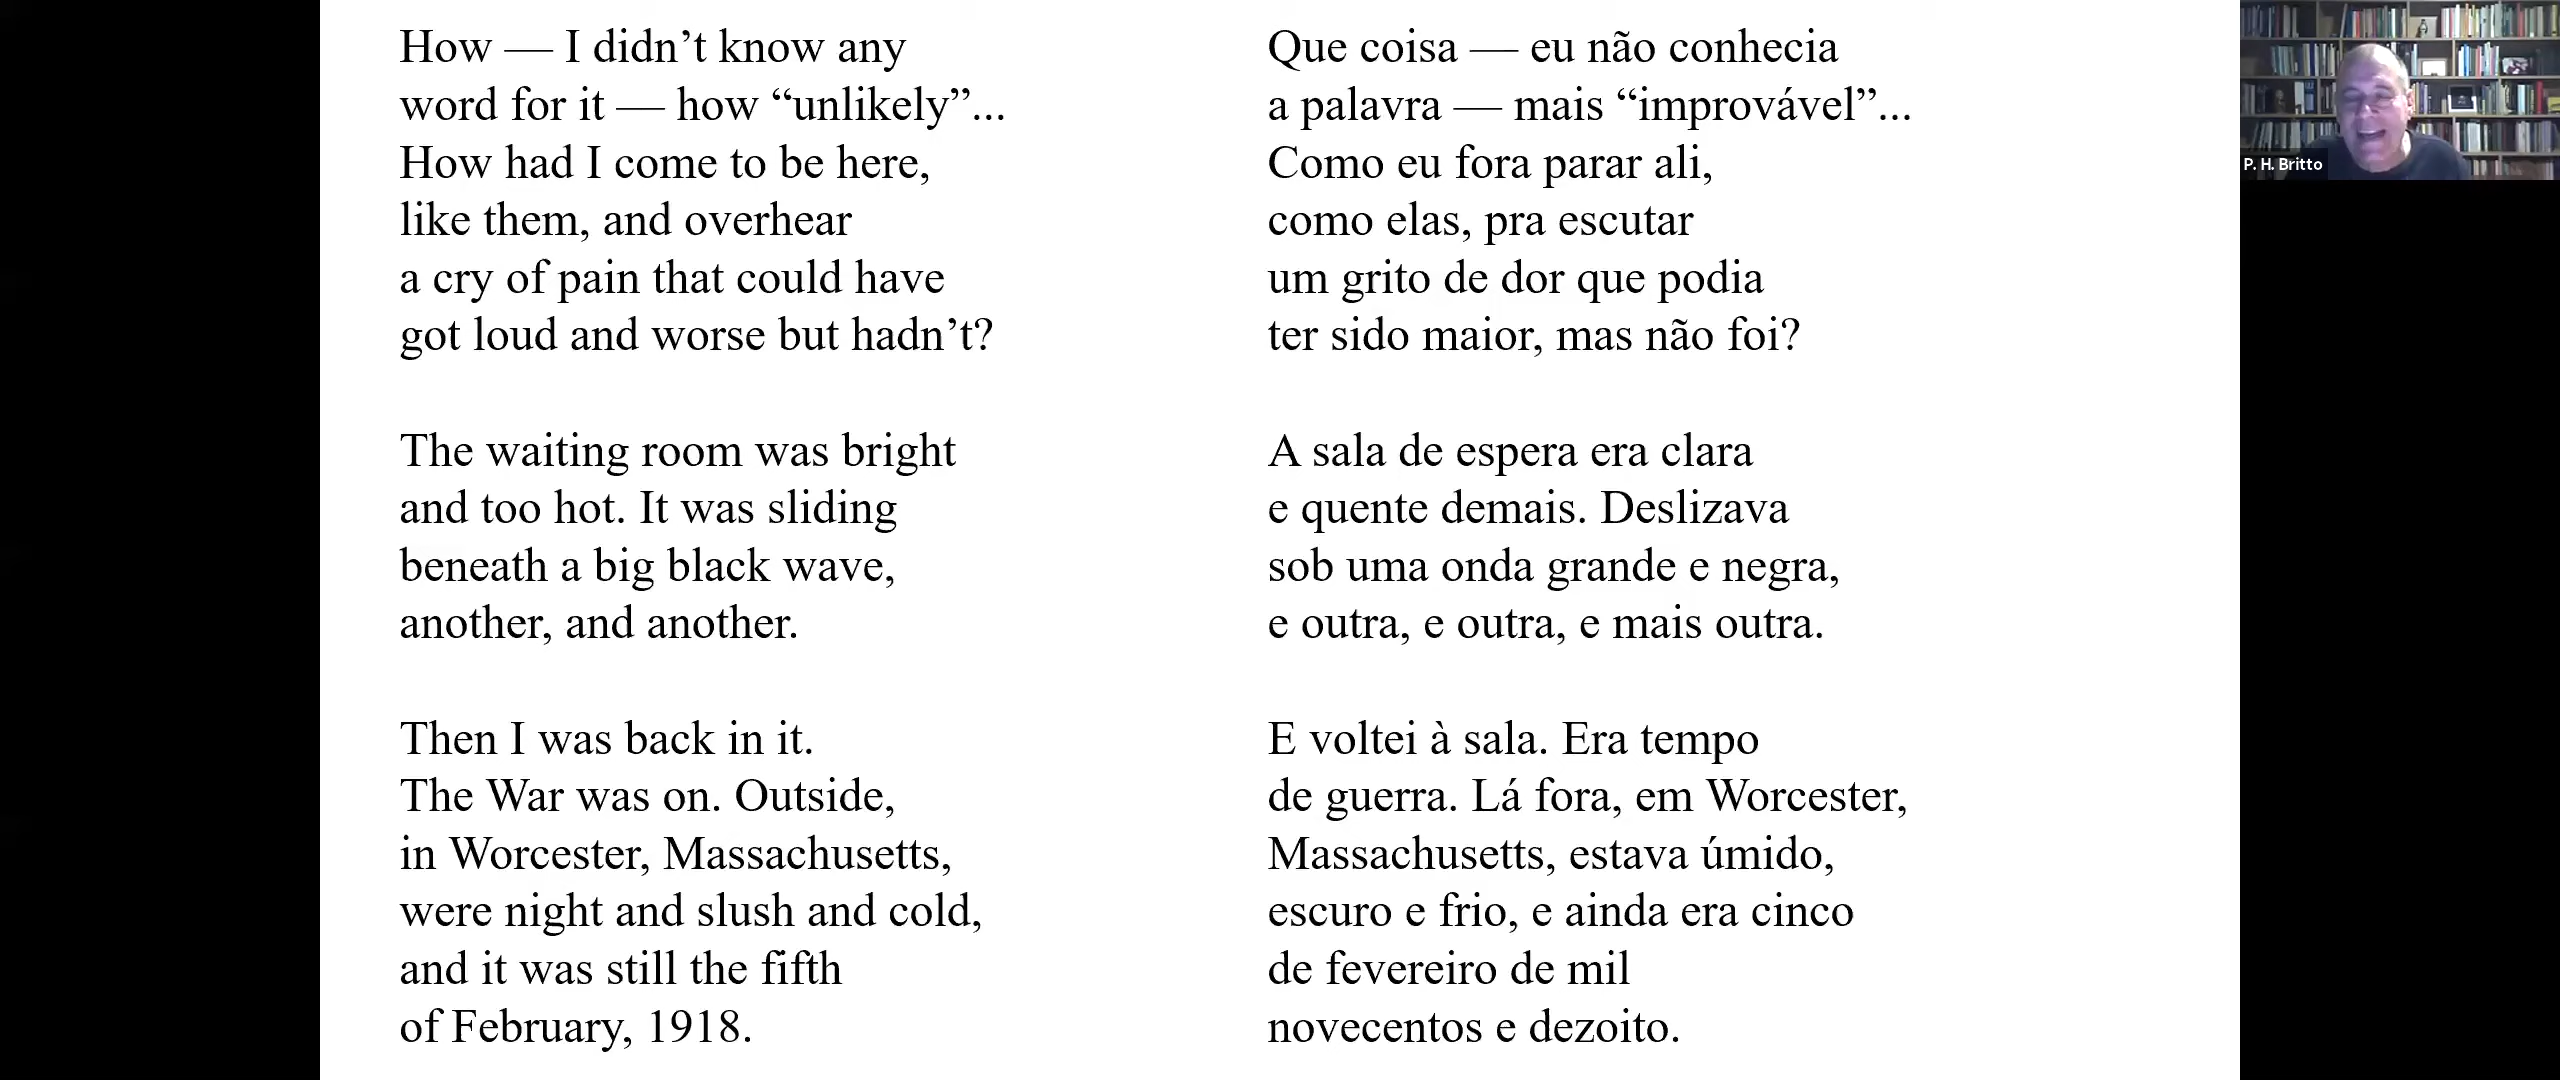 How — I didn’t know any
word for it — how “unlikely”...
How had I come to be here,
like them, and overhear
a cry of pain that could have
got loud and worse but hadn’t?
The waiting room was bright
and too hot. It was sliding
beneath a big black wave,
another, and another.
Then I was back in it.
The War was on. Outside,
in Worcester, Massachusetts,
were night and slush and cold,
and it was still the fifth
of February, 1918.
Que coisa — eu não conhecia
a palavra — mais “improvável”...
Como eu fora parar ali,
como elas, pra escutar
um grito de dor que podia
ter sido maior, mas não foi?
A sala de espera era clara
e quente demais. Deslizava
sob uma onda grande e negra,
e outra, e outra, e mais outra.
E voltei à sala. Era tempo
de guerra. Lá fora, em Worcester,
Massachusetts, estava úmido,
escuro e frio, e ainda era cinco
de fevereiro de mil
novecentos e dezoito.
P. H. Britto